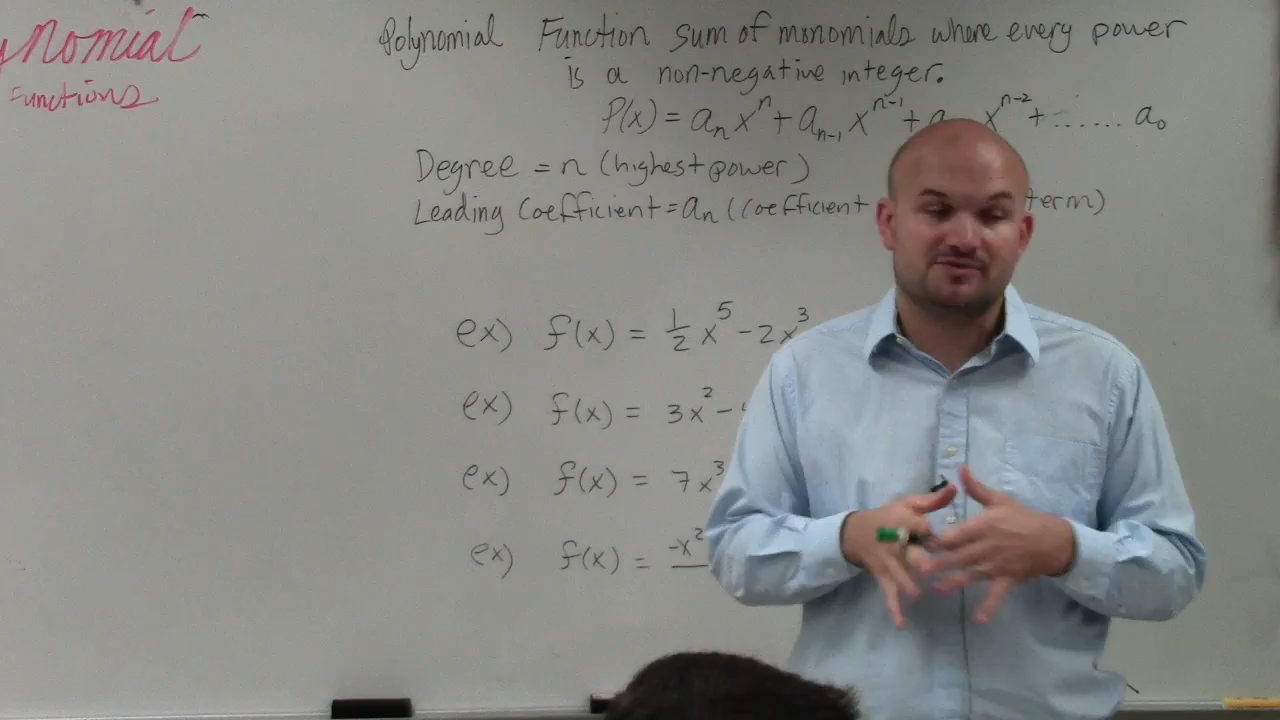 Polynomial Function sum of monomials where every power
is a non-negative integer.
P(x) = aₙxⁿ + aₙ₋₁xⁿ⁻¹ + a xⁿ⁻² + ...... a₀
Degree = n (highest power)
Leading Coefficient = aₙ (Coefficient term)
ex) f(x) = 1/2 x⁵ - 2x³
ex) f(x) = 3x² -
ex) f(x) = 7x³
ex) f(x) = -x²
Functions